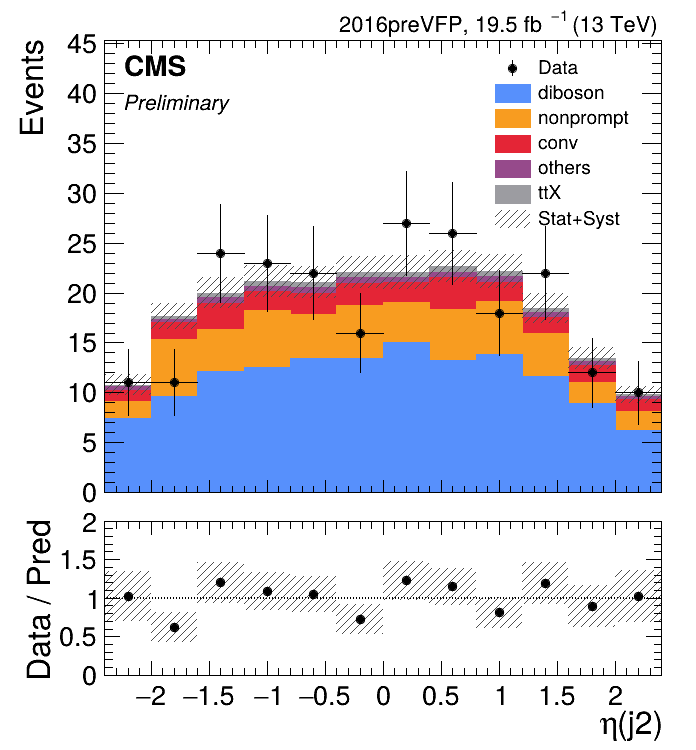 2016preVFP, 19.5 fb⁻¹ (13 TeV)
Events
45
40
35
30
25
20
15
10
5
0
CMS
Preliminary
Data
diboson
nonprompt
conv
others
ttX
Stat+Syst
Data / Pred
2
1.5
1
0.5
0
−2 −1.5 −1 −0.5 0 0.5 1 1.5 2
η(j2)